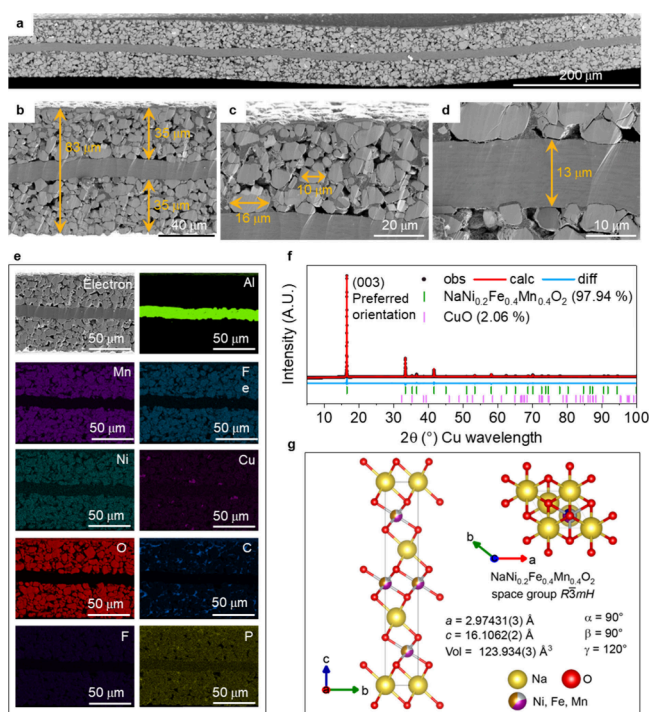 a
200 μm
b
83 μm
35 μm
35 μm
40 μm
c
10 μm
16 μm
20 μm
d
13 μm
10 μm
e
Electron
50 μm
Al
50 μm
Mn
50 μm
F
e
50 μm
Ni
50 μm
Cu
50 μm
O
50 μm
C
50 μm
F
50 μm
P
50 μm
f
(003)
Preferred
orientation
obs calc diff
NaNi0.2Fe0.4Mn0.4O2 (97.94 %)
CuO (2.06 %)
Intensity (A.U.)
10 20 30 40 50 60 70 80 90 100
2θ (°) Cu wavelength
g
b
a
NaNi0.2Fe0.4Mn0.4O2
space group R3̅mH
a = 2.97431(3) Å α = 90°
c = 16.1062(2) Å β = 90°
Vol = 123.934(3) Å³ γ = 120°
c
b
Na O
Ni, Fe, Mn